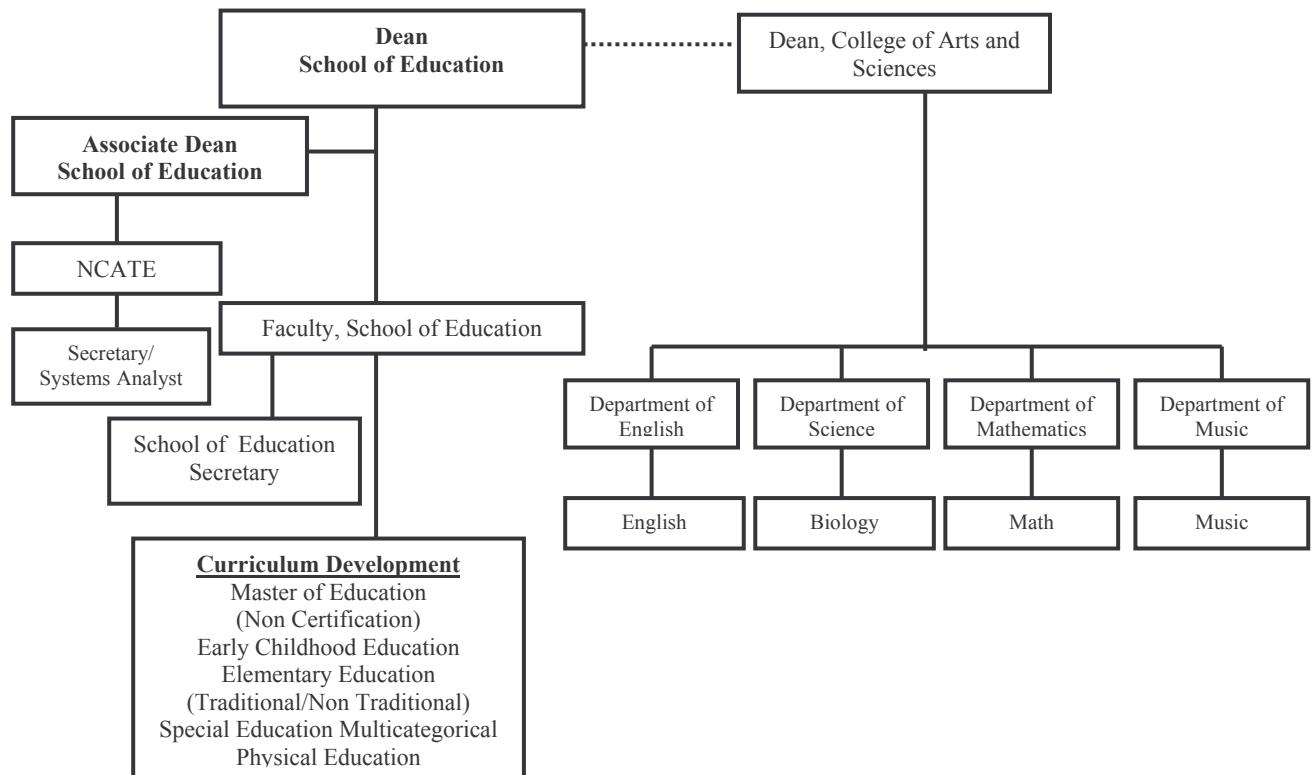 Dean
School of Education
Dean, College of Arts and
Sciences
Associate Dean
School of Education
NCATE
Secretary/
Systems Analyst
Faculty, School of Education
School of Education
Secretary
Department of
English
Department of
Science
Department of
Mathematics
Department of
Music
English
Biology
Math
Music
Curriculum Development
Master of Education
(Non Certification)
Early Childhood Education
Elementary Education
(Traditional/Non Traditional)
Special Education Multicategorical
Physical Education